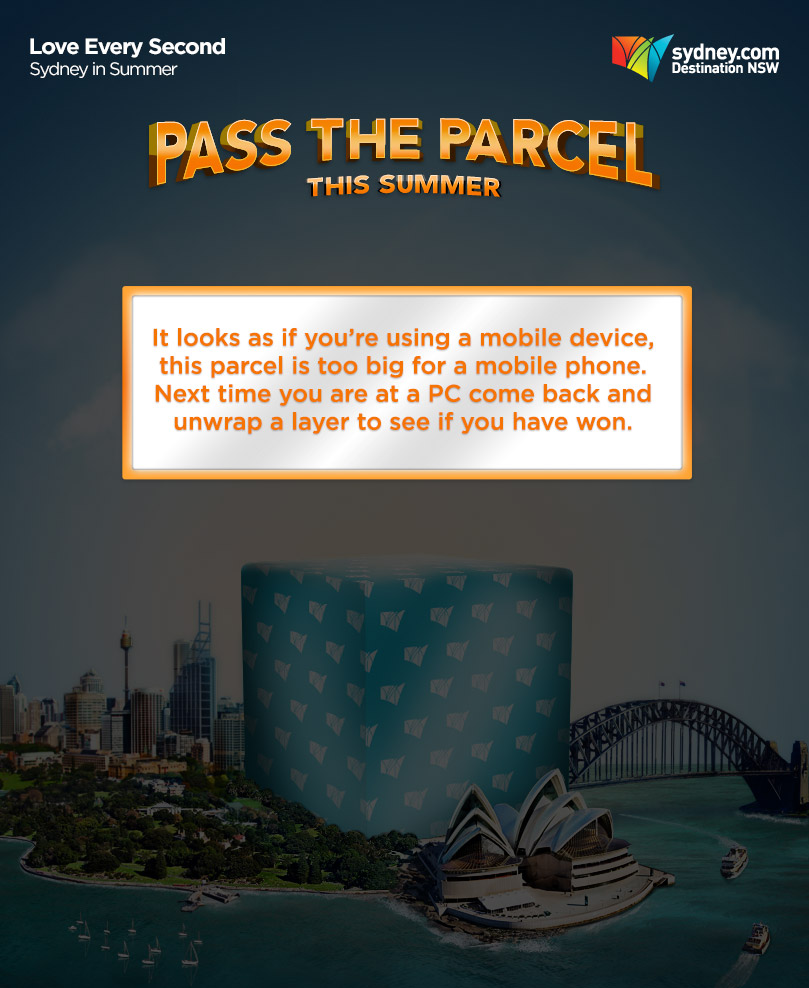 Love Every Second
Sydney in Summer
sydney.com
Destination NSW
PASS THE PARCEL
THIS SUMMER
It looks as if you’re using a mobile device,
this parcel is too big for a mobile phone.
Next time you are at a PC come back and
unwrap a layer to see if you have won.